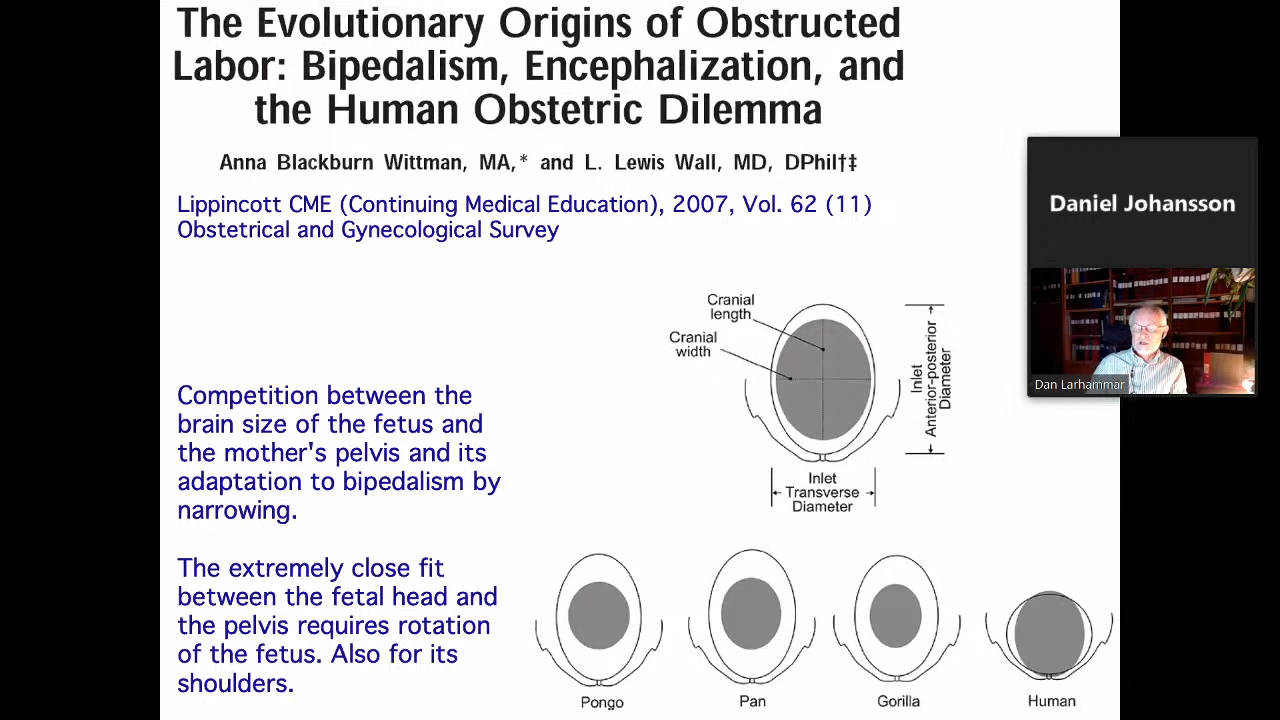 The Evolutionary Origins of Obstructed
Labor: Bipedalism, Encephalization, and
the Human Obstetric Dilemma
Anna Blackburn Wittman, MA,* and L. Lewis Wall, MD, DPhil†‡
Lippincott CME (Continuing Medical Education), 2007, Vol. 62 (11)
Obstetrical and Gynecological Survey
Daniel Johansson
Dan Larhammar
Cranial
length
Cranial
width
Inlet
Anterior-posterior
Diameter
Inlet
Transverse
Diameter
Competition between the
brain size of the fetus and
the mother's pelvis and its
adaptation to bipedalism by
narrowing.
The extremely close fit
between the fetal head and
the pelvis requires rotation
of the fetus. Also for its
shoulders.
Pongo
Pan
Gorilla
Human